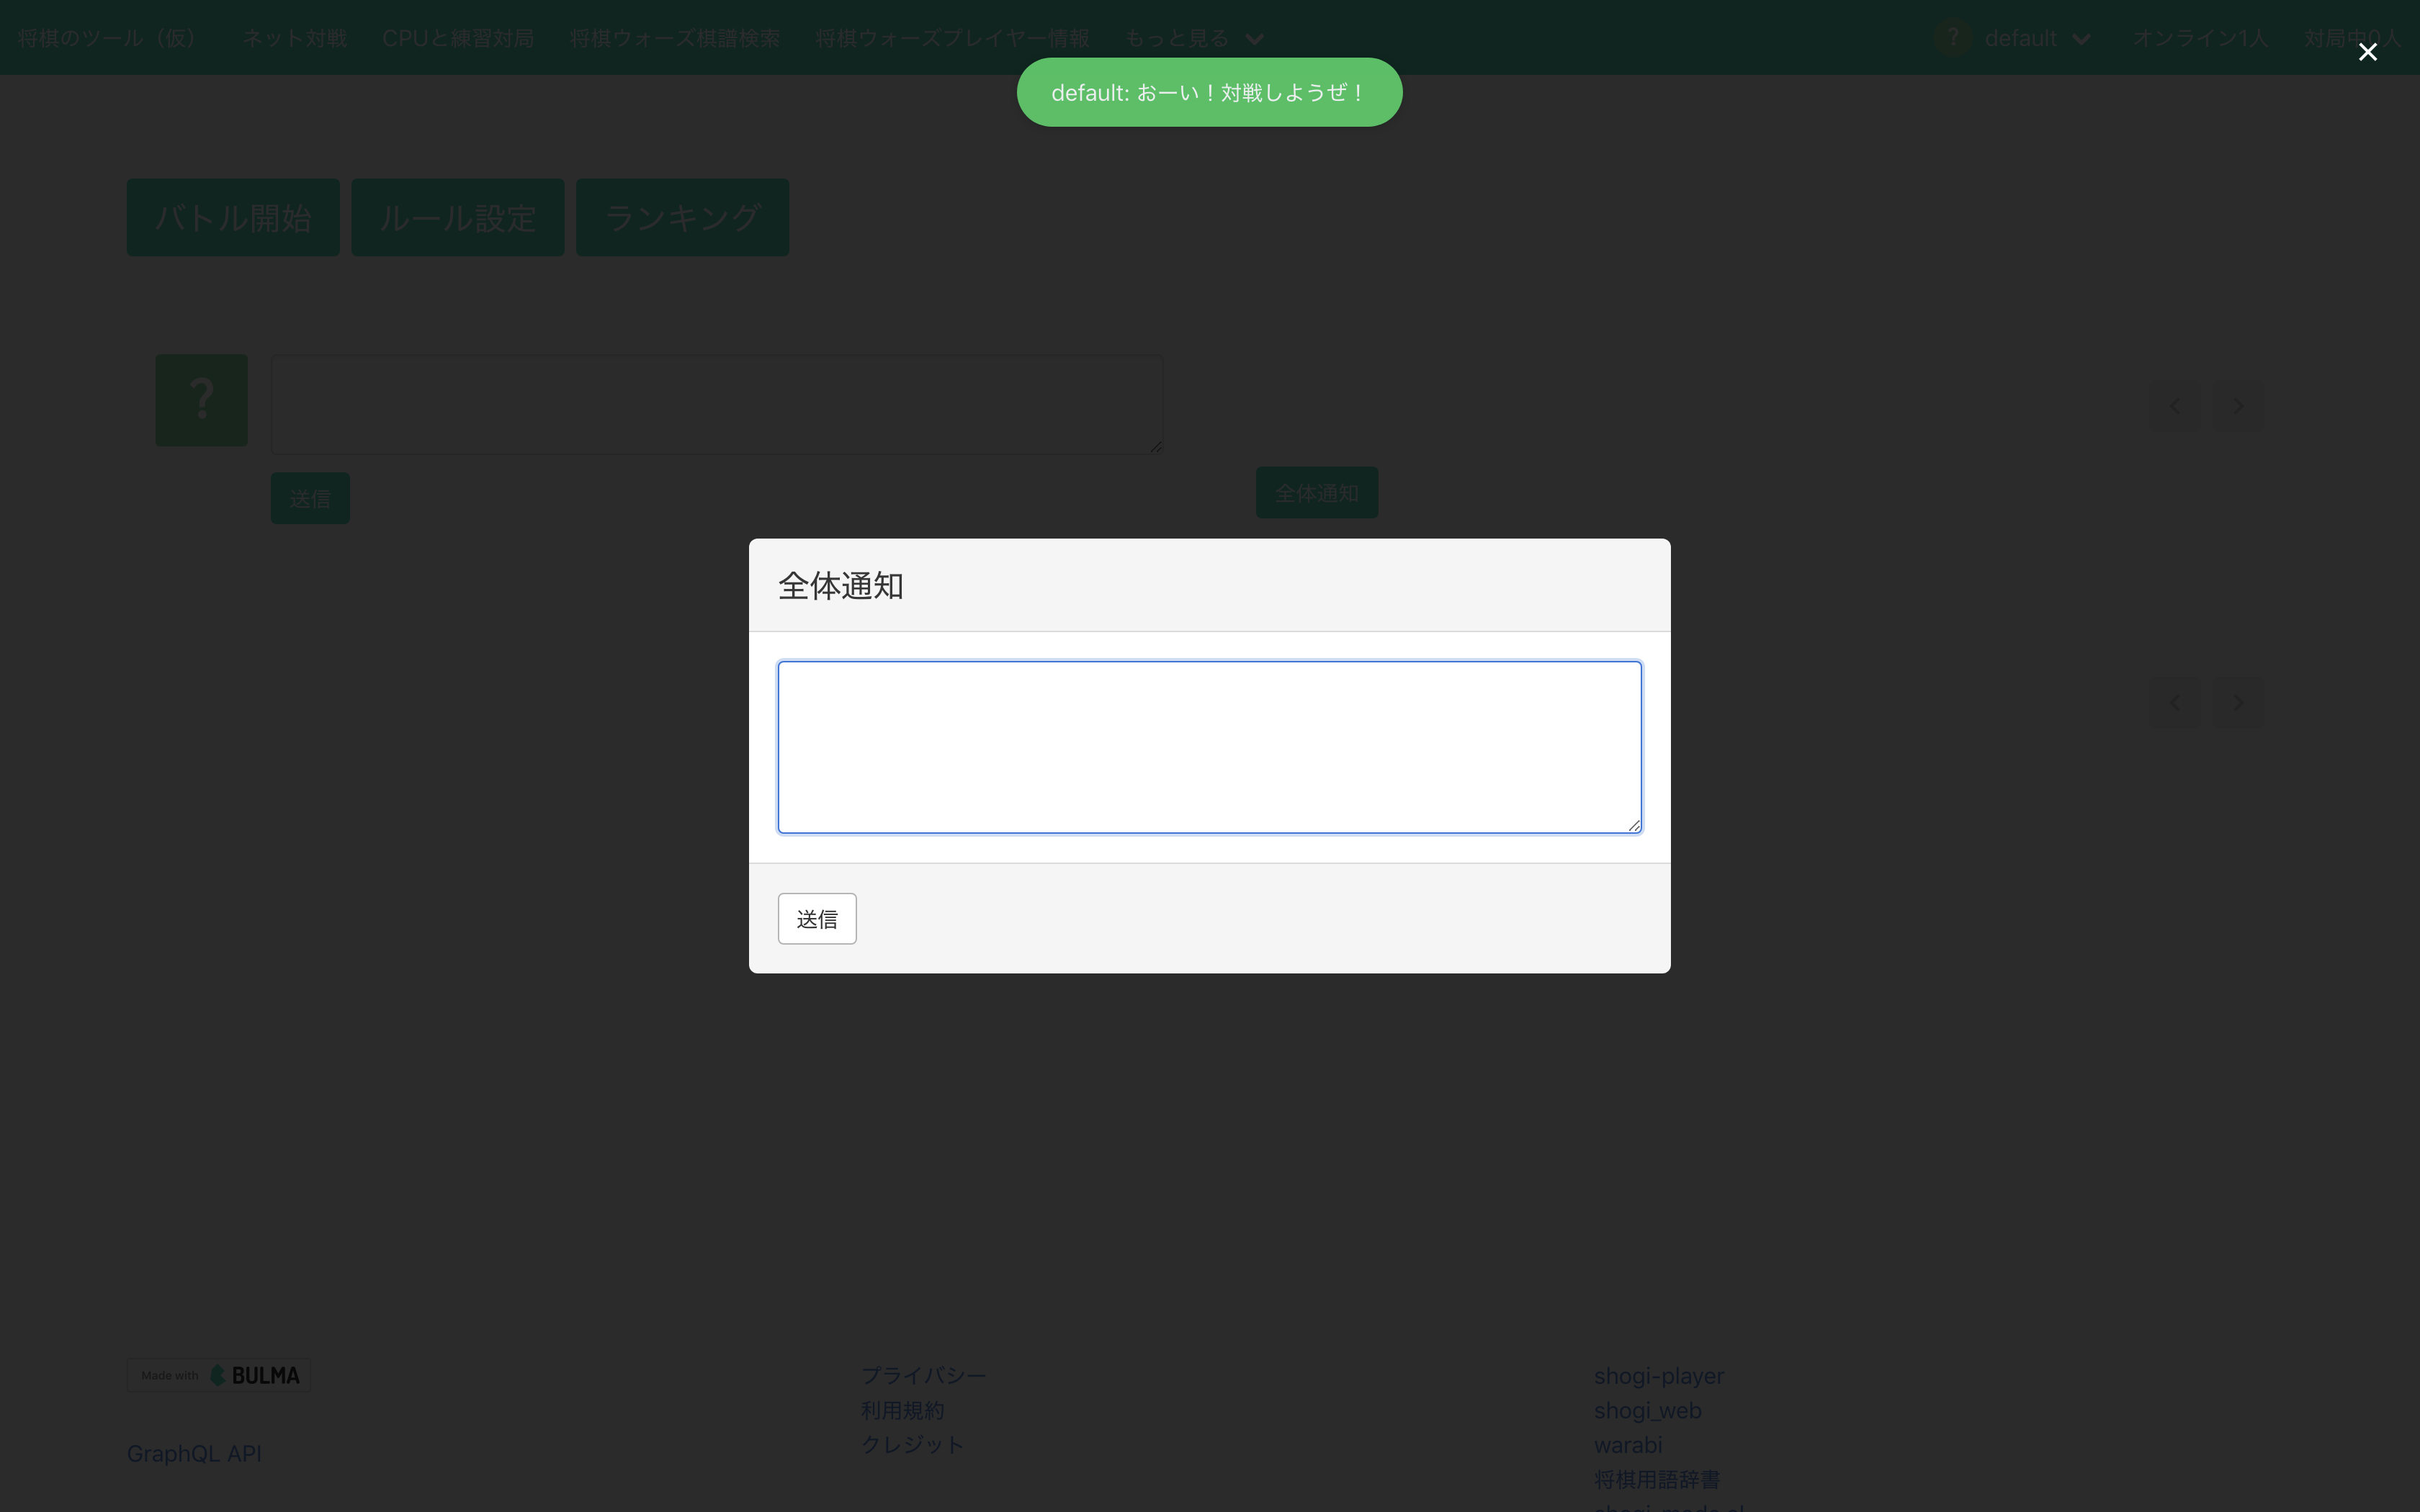 将棋のツール（仮） ネット対戦 CPUと練習対局 将棋ウォーズ棋譜検索 将棋ウォーズプレイヤー情報 もっと見る ? default オンライン1人 対局中0人
default: おーい！対戦しようぜ！
バトル開始 ルール設定 ランキング
?
送信
全体通知
全体通知
送信
Made with BULMA
GraphQL API
プライバシー
利用規約
クレジット
shogi-player
shogi_web
warabi
将棋用語辞書